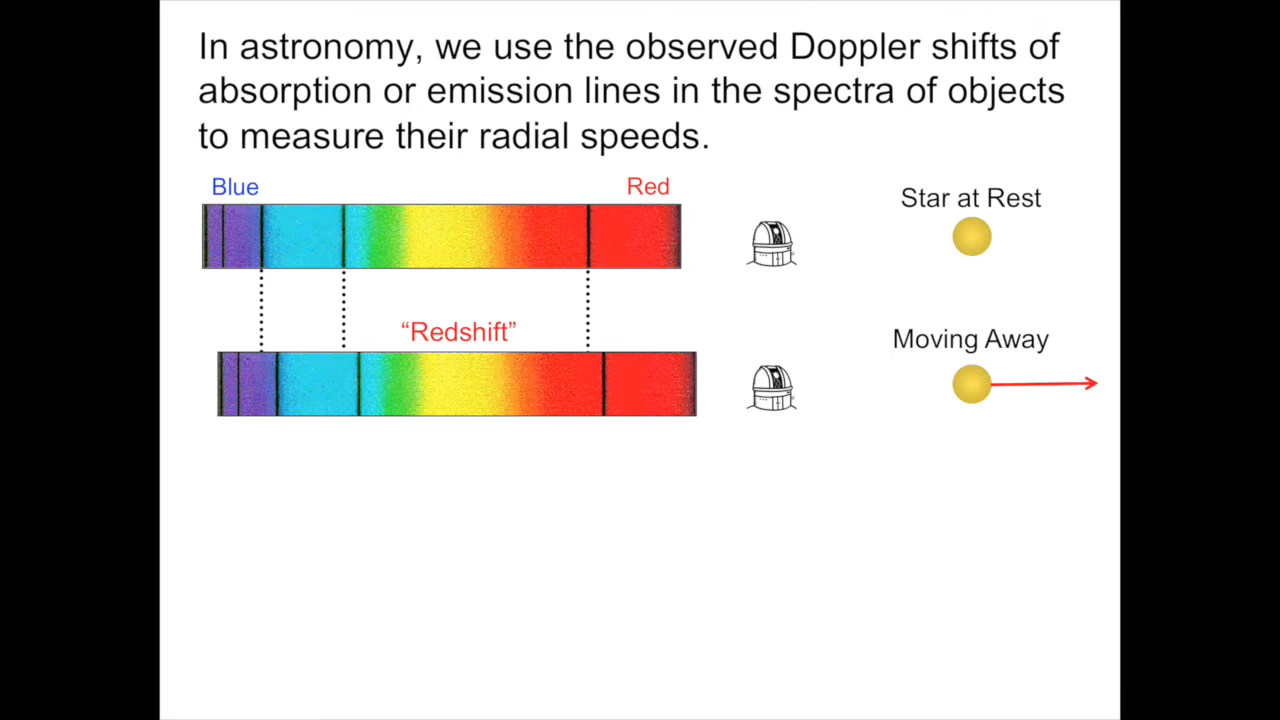 In astronomy, we use the observed Doppler shifts of
absorption or emission lines in the spectra of objects
to measure their radial speeds.
Blue
Red
Star at Rest
“Redshift”
Moving Away